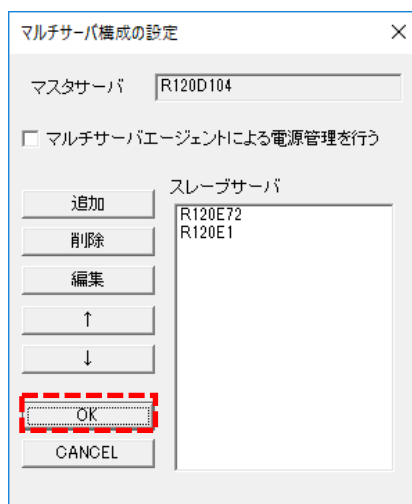 マルチサーバ構成の設定
マスタサーバ R120D104
マルチサーバエージェントによる電源管理を行う
スレーブサーバ
追加
削除
編集
↑
↓
OK
CANCEL
R120E72
R120E1